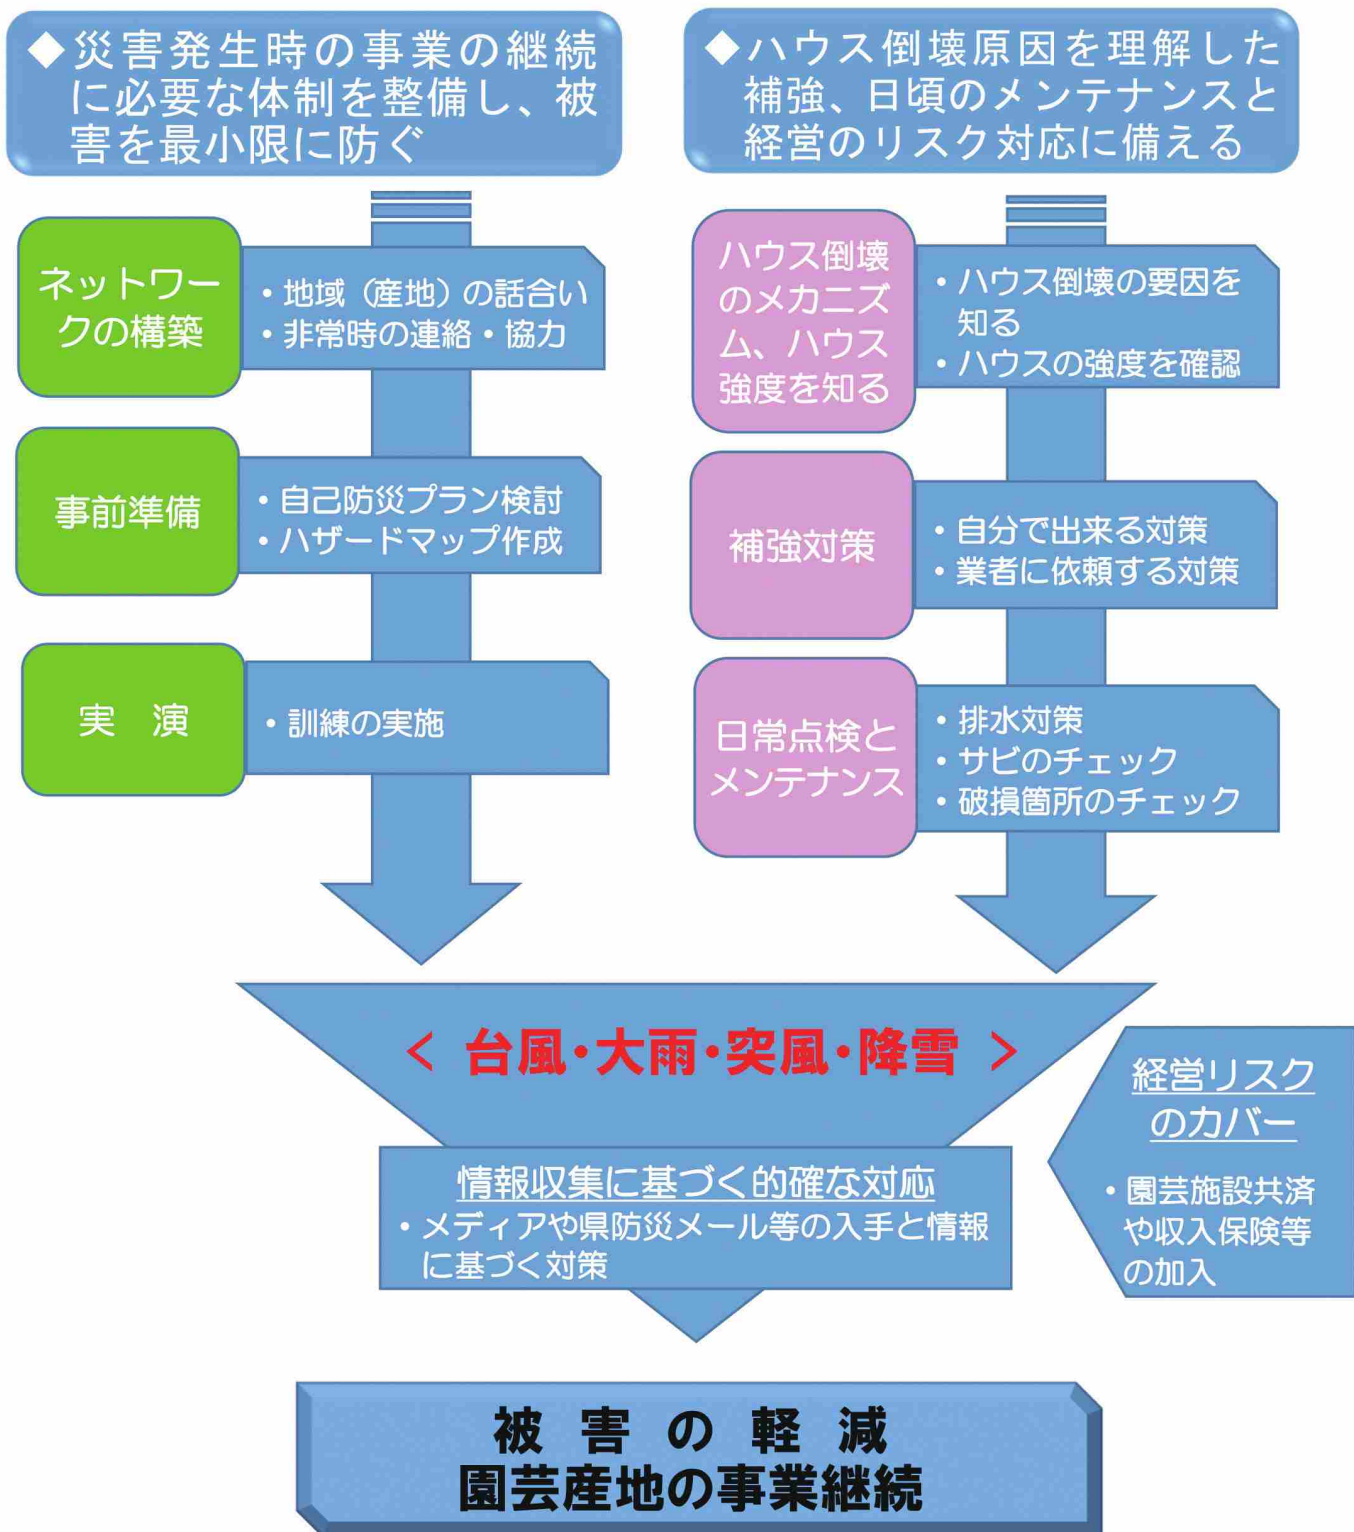 ◆災害発生時の事業の継続
に必要な体制を整備し、被
害を最小限に防ぐ
ネットワー
クの構築
・地域（産地）の話合い
・非常時の連絡・協力
事前準備
・自己防災プラン検討
・ハザードマップ作成
実　演
・訓練の実施
◆ハウス倒壊原因を理解した
補強、日頃のメンテナンスと
経営のリスク対応に備える
ハウス倒壊
のメカニズ
ム、ハウス
強度を知る
・ハウス倒壊の要因を
知る
・ハウスの強度を確認
補強対策
・自分で出来る対策
・業者に依頼する対策
日常点検と
メンテナンス
・排水対策
・サビのチェック
・破損箇所のチェック
＜ 台風・大雨・突風・降雪 ＞
情報収集に基づく的確な対応
・メディアや県防災メール等の入手と情報
に基づく対策
経営リスク
のカバー
・園芸施設共済
や収入保険等
の加入
被　害　の　軽　減
園芸産地の事業継続